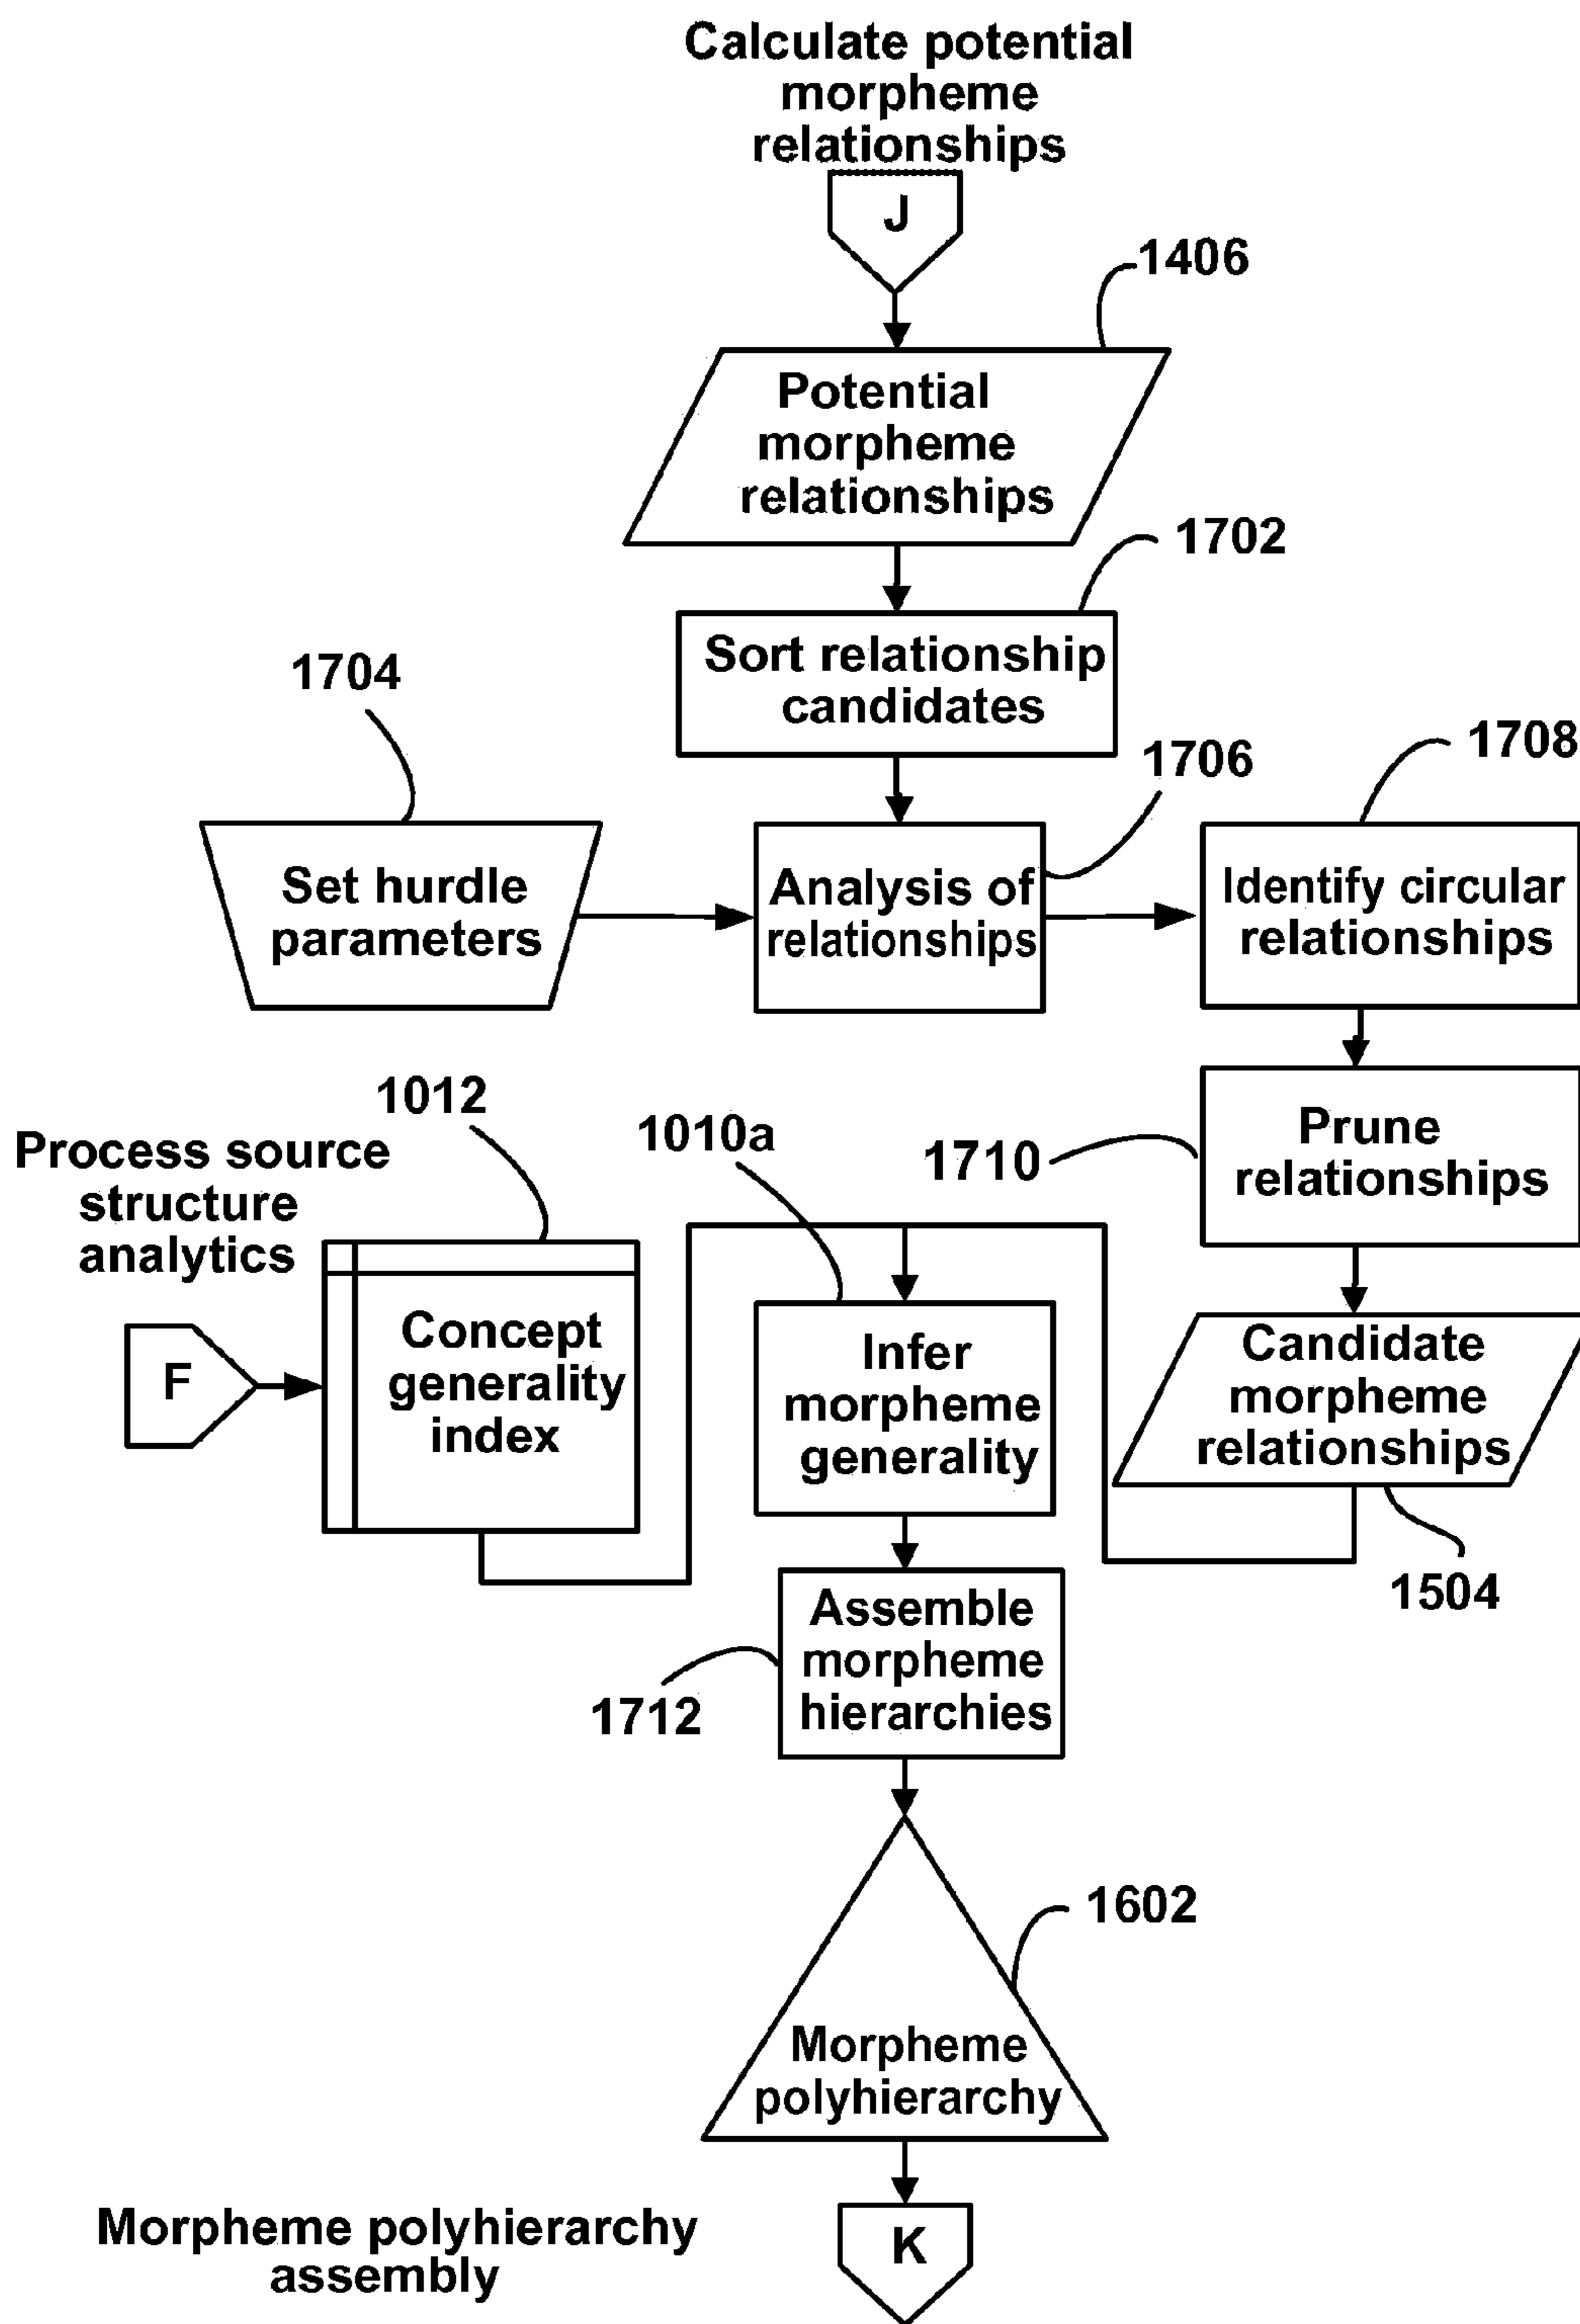 Calculate potential
morpheme
relationships
J
1406
Potential
morpheme
relationships
1702
Sort relationship
candidates
1704
1706
1708
Set hurdle
parameters
Analysis of
relationships
Identify circular
relationships
1012
1010a
1710
Prune
relationships
Process source
structure
analytics
F
Concept
generality
index
Infer
morpheme
generality
Candidate
morpheme
relationships
1504
Assemble
morpheme
hierarchies
1712
1602
Morpheme
polyhierarchy
Morpheme polyhierarchy
assembly
K